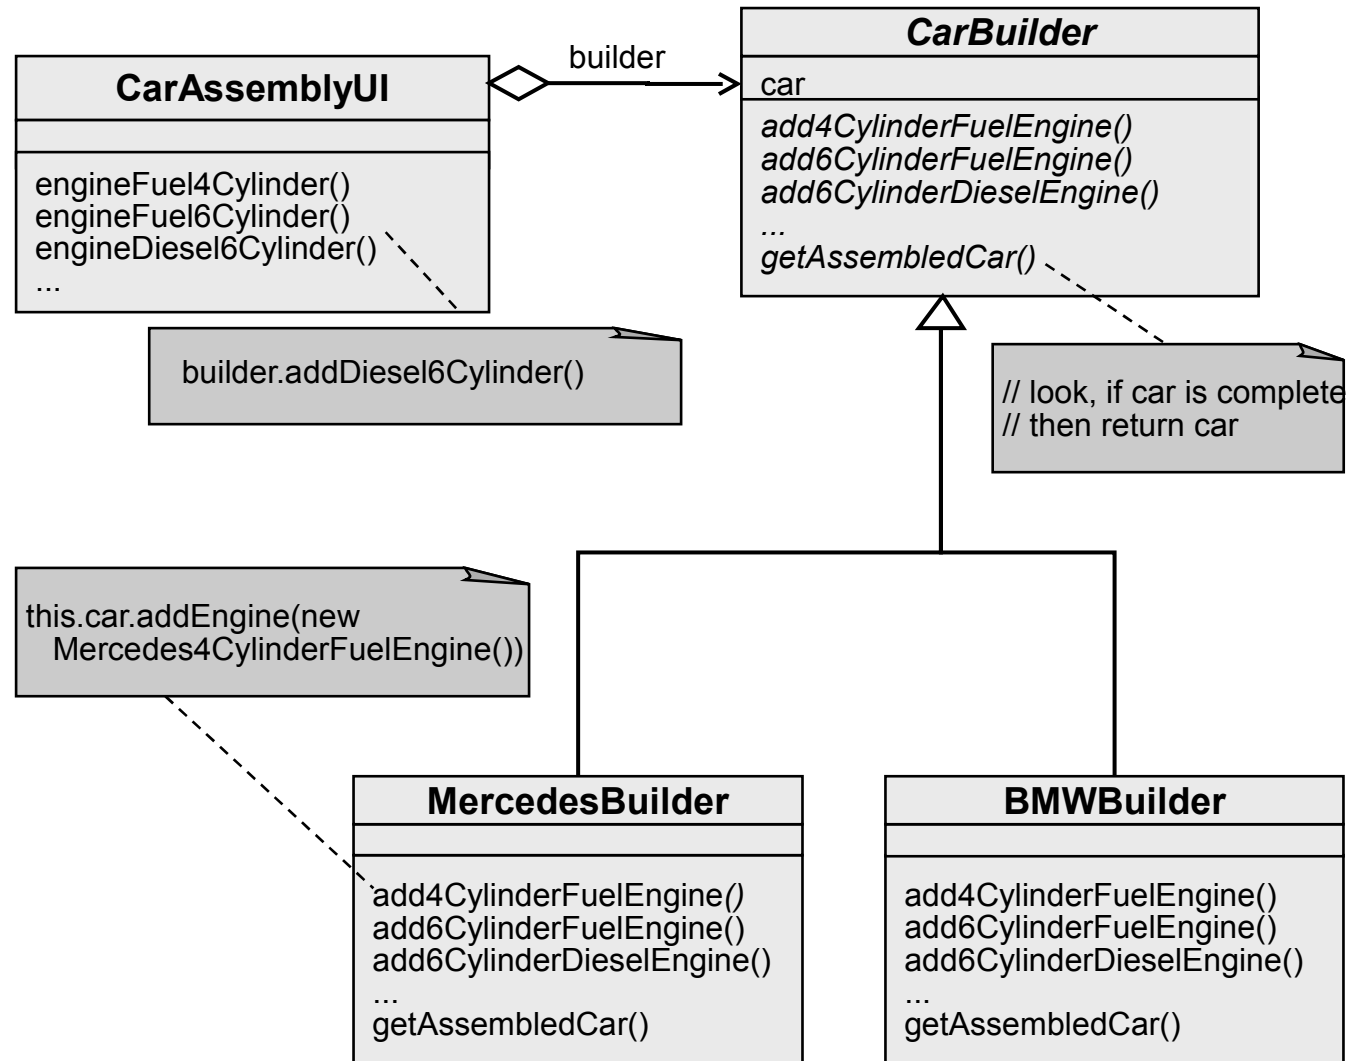 CarAssemblyUI
engineFuel4Cylinder()
engineFuel6Cylinder()
engineDiesel6Cylinder()
...
builder
CarBuilder
car
add4CylinderFuelEngine()
add6CylinderFuelEngine()
add6CylinderDieselEngine()
...
getAssembledCar()
builder.addDiesel6Cylinder()
// look, if car is complete
// then return car
this.car.addEngine(new
Mercedes4CylinderFuelEngine())
MercedesBuilder
add4CylinderFuelEngine()
add6CylinderFuelEngine()
add6CylinderDieselEngine()
...
getAssembledCar()
BMWBuilder
add4CylinderFuelEngine()
add6CylinderFuelEngine()
add6CylinderDieselEngine()
...
getAssembledCar()